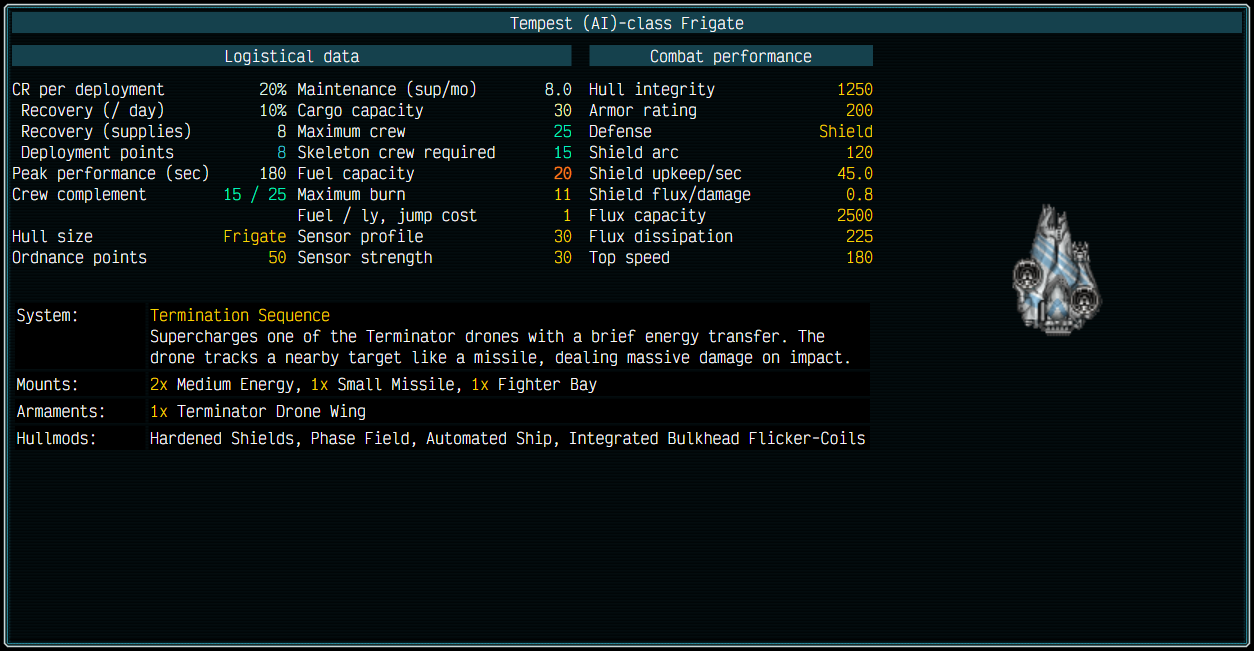 Tempest (AI)-class Frigate
Logistical data
Combat performance
CR per deployment 20% Maintenance (sup/mo) 8.0 Hull integrity 1250
Recovery (/ day) 10% Cargo capacity 30 Armor rating 200
Recovery (supplies) 8 Maximum crew 25 Defense Shield
Deployment points 8 Skeleton crew required 15 Shield arc 120
Peak performance (sec) 180 Fuel capacity 20 Shield upkeep/sec 45.0
Crew complement 15 / 25 Maximum burn 11 Shield flux/damage 0.8
Fuel / ly, jump cost 1 Flux capacity 2500
Hull size Frigate Sensor profile 30 Flux dissipation 225
Ordnance points 50 Sensor strength 30 Top speed 180
System: Termination Sequence
Supercharges one of the Terminator drones with a brief energy transfer. The
drone tracks a nearby target like a missile, dealing massive damage on impact.
Mounts: 2x Medium Energy, 1x Small Missile, 1x Fighter Bay
Armaments: 1x Terminator Drone Wing
Hullmods: Hardened Shields, Phase Field, Automated Ship, Integrated Bulkhead Flicker-Coils